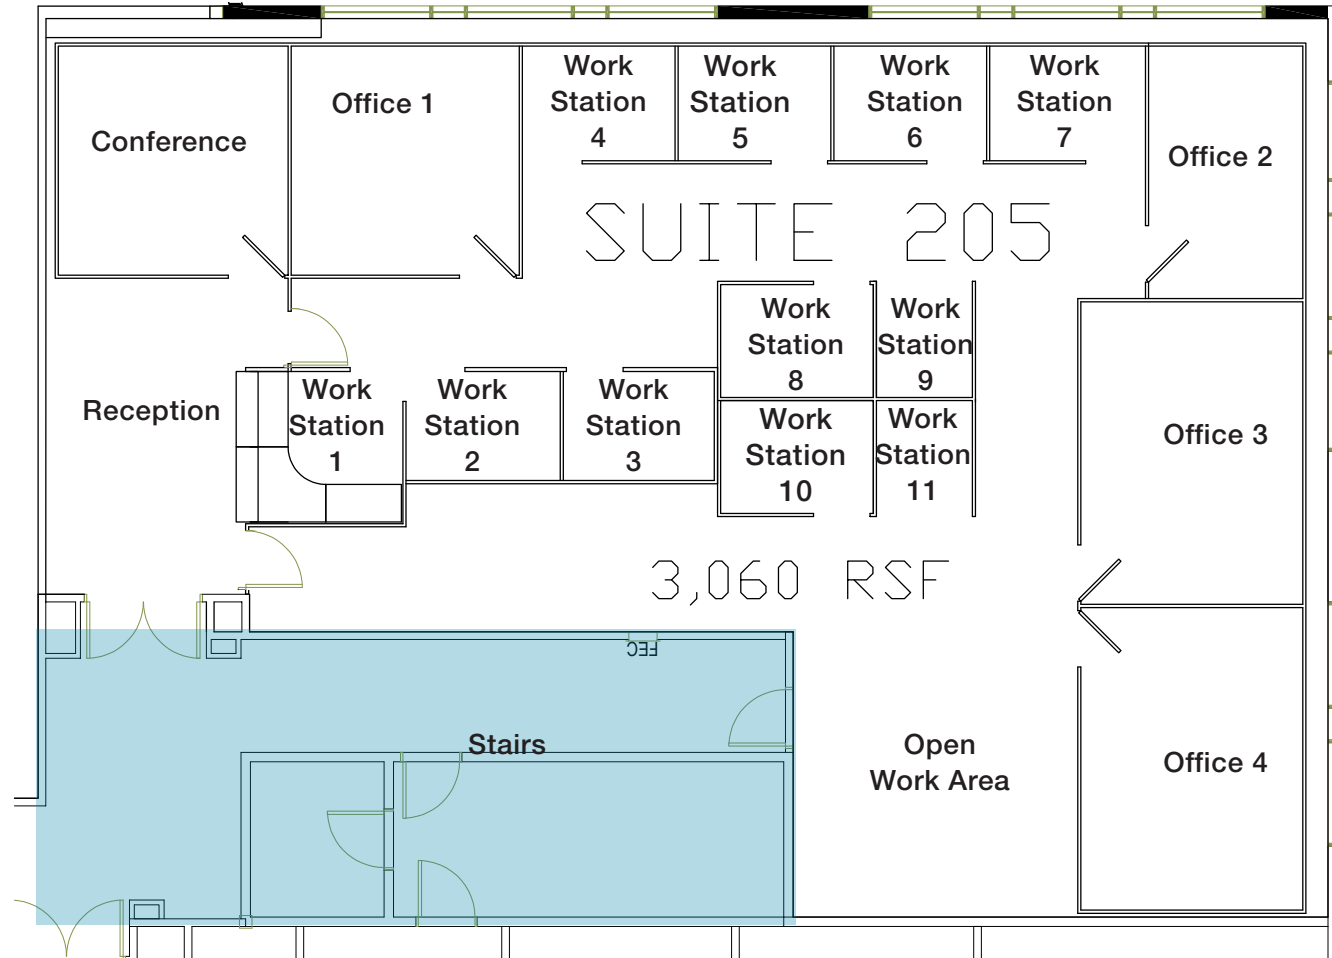 Conference
Office 1
Work
Station
4
Work
Station
5
Work
Station
6
Work
Station
7
Office 2
SUITE 205
Work
Station
8
Work
Station
9
Reception
Work
Station
1
Work
Station
2
Work
Station
3
Work
Station
10
Work
Station
11
Office 3
3,060 RSF
FEC
Stairs
Open
Work Area
Office 4